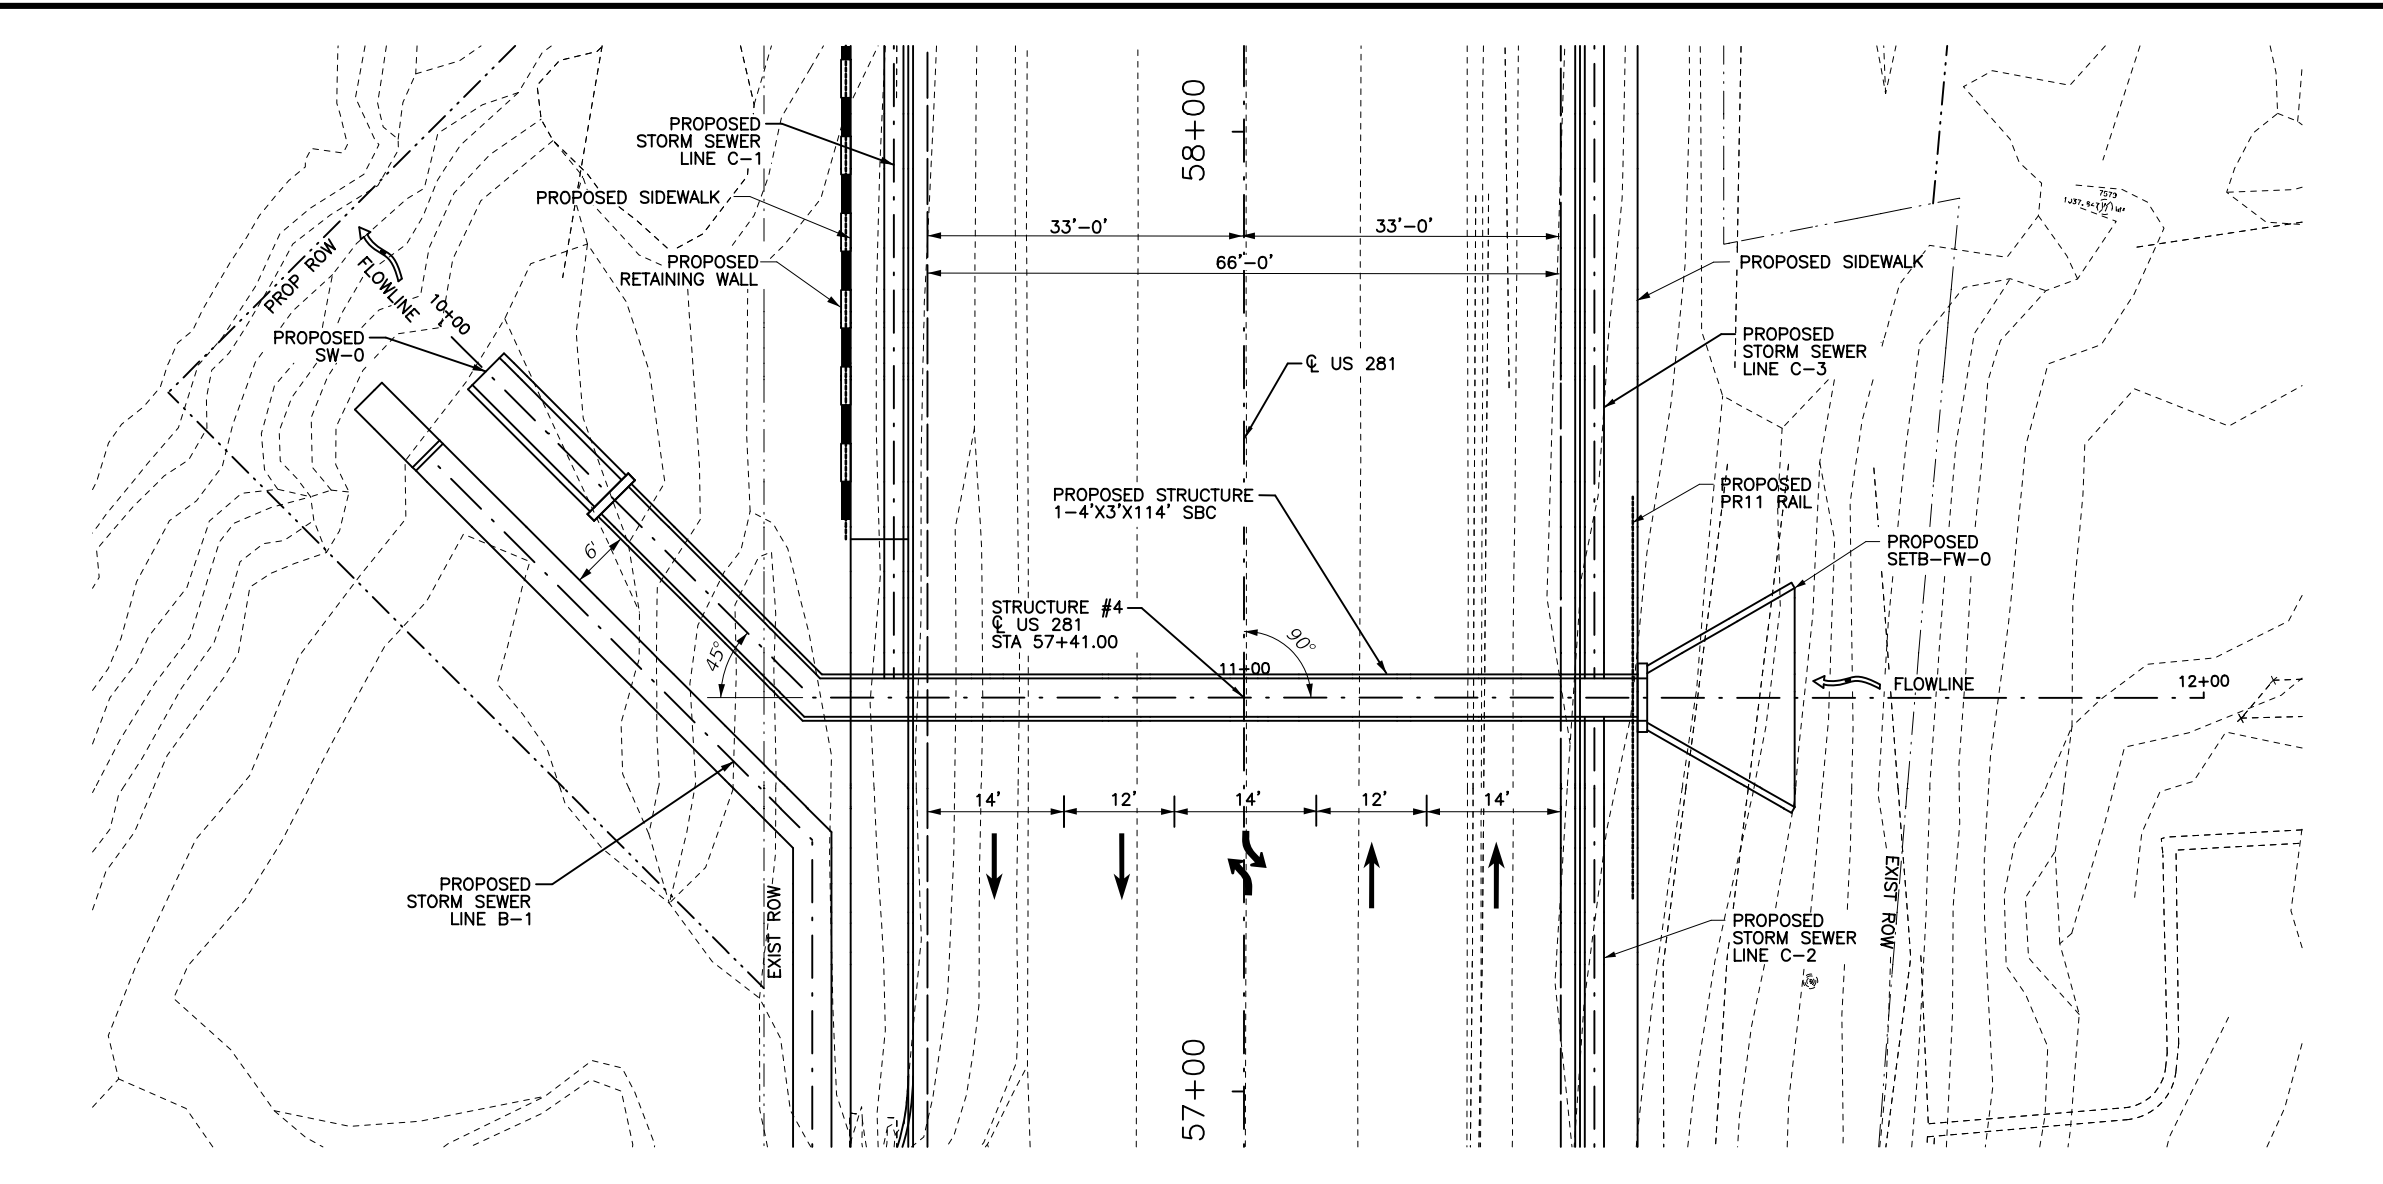 58+00
PROPOSED
STORM SEWER
LINE C-1
PROPOSED SIDEWALK
PROPOSED
RETAINING WALL
33'-0'
33'-0'
66'-0'
PROP ROW
FLOWLINE
10+00
PROPOSED
SW-0
7579
PROPOSED SIDEWALK
PROPOSED
STORM SEWER
LINE C-3
℄ US 281
PROPOSED STRUCTURE
1-4'X3'X114' SBC
PROPOSED
PR11 RAIL
PROPOSED
SETB-FW-0
6'
45°
STRUCTURE #4
℄ US 281
STA 57+41.00
90°
11+00
FLOWLINE
12+00
14'
12'
14'
12'
14'
PROPOSED
STORM SEWER
LINE B-1
EXIST ROW
EXIST ROW
PROPOSED
STORM SEWER
LINE C-2
57+00